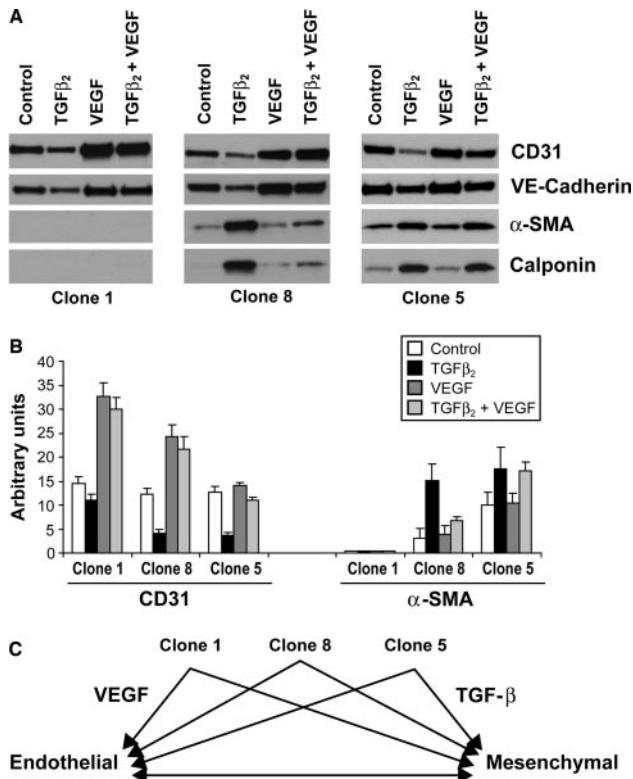 A
Control TGFβ₂ VEGF TGFβ₂ + VEGF
Control TGFβ₂ VEGF TGFβ₂ + VEGF
Control TGFβ₂ VEGF TGFβ₂ + VEGF
CD31
VE-Cadherin
α-SMA
Calponin
Clone 1 Clone 8 Clone 5
B
Arbitrary units
40
35
30
25
20
15
10
5
0
Control
TGFβ₂
VEGF
TGFβ₂ + VEGF
Clone 1 Clone 8 Clone 5 Clone 1 Clone 8 Clone 5
CD31 α-SMA
C
Clone 1 Clone 8 Clone 5
VEGF TGF-β
Endothelial Mesenchymal